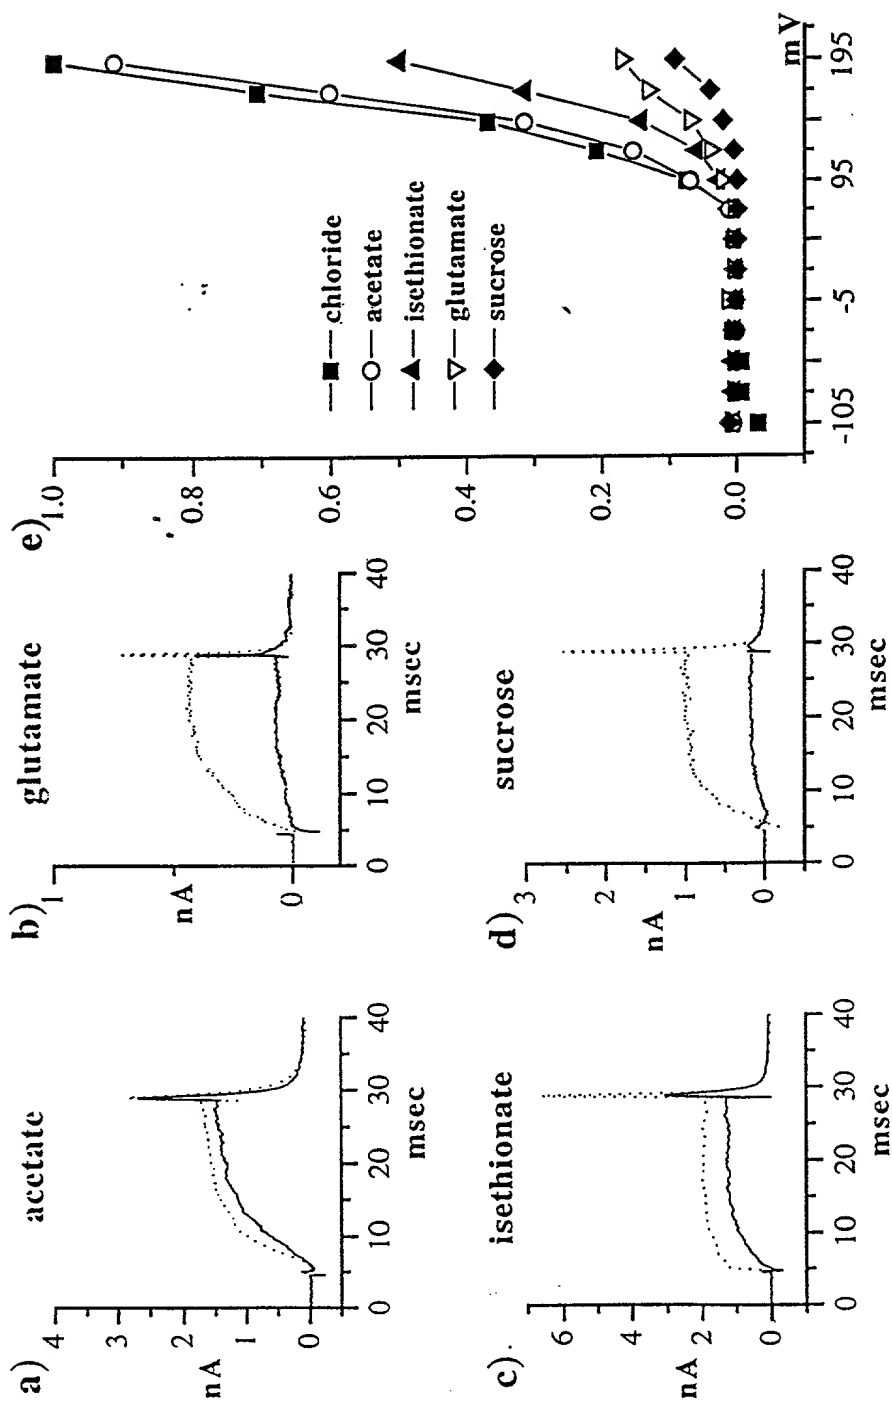 a) acetate
4
3
2
1
0
nA
0 10 20 30 40
msec
b) glutamate
1
0
nA
0 10 20 30 40
msec
c) isethionate
6
4
2
0
nA
0 10 20 30 40
msec
d) sucrose
3
2
1
0
nA
0 10 20 30 40
msec
e)
1.0
0.8
0.6
0.4
0.2
0.0
chloride
acetate
isethionate
glutamate
sucrose
-105 -5 95 195
mV